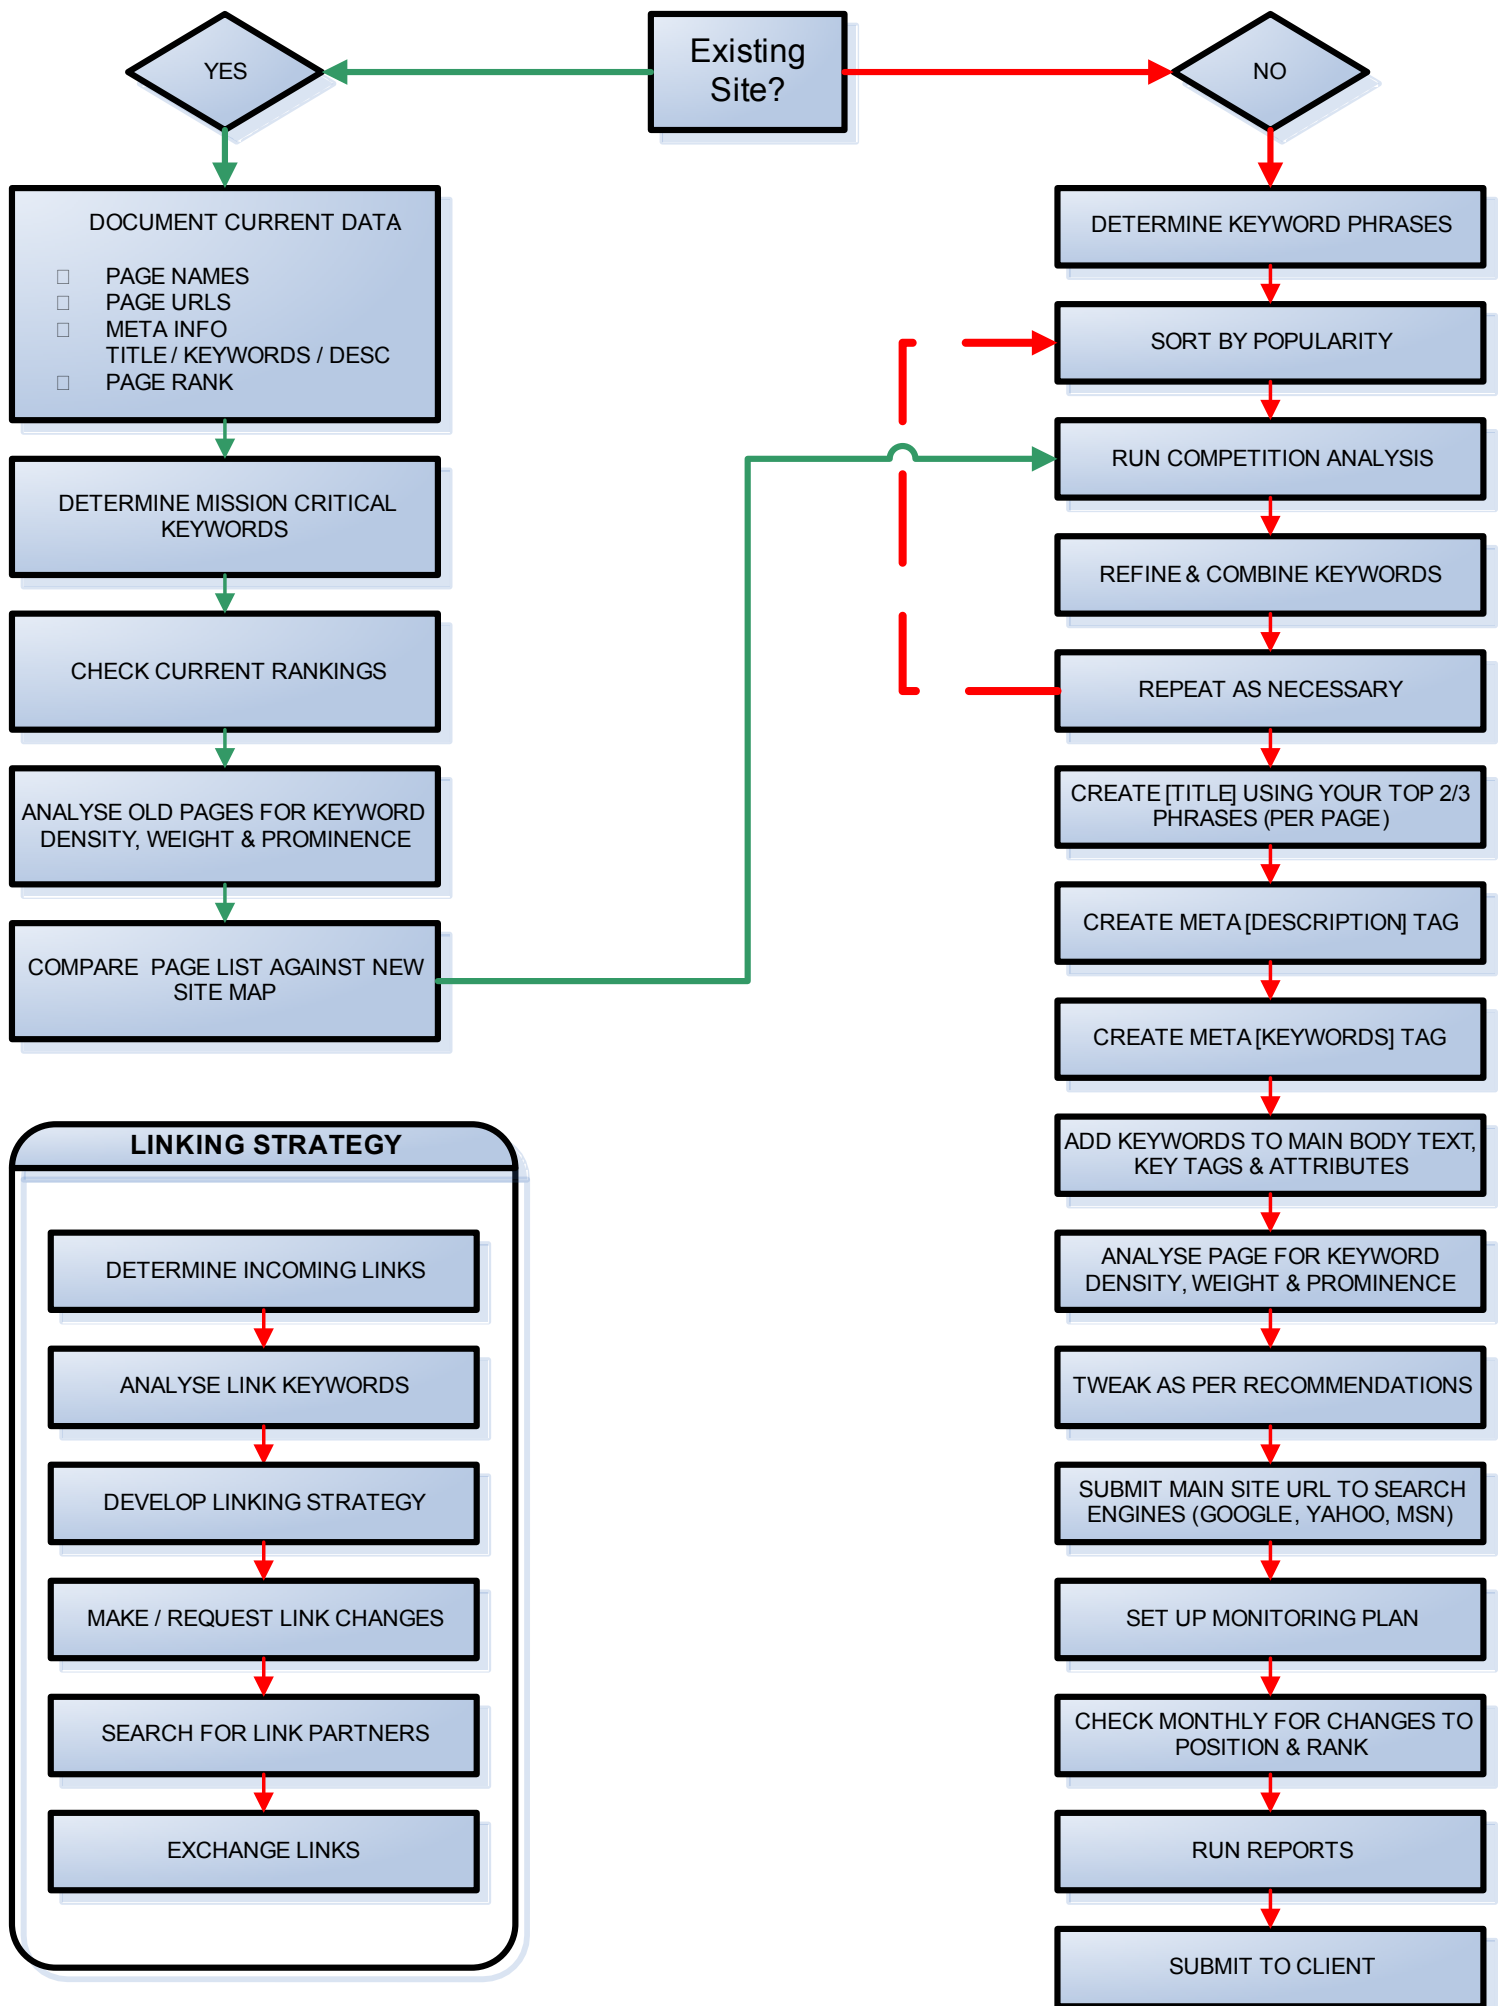 Existing
Site?
YES
NO
DOCUMENT CURRENT DATA:
PAGE NAMES
PAGE URLS
META INFO
TITLE / KEYWORDS / DESC
PAGE RANK
DETERMINE MISSION CRITICAL
KEYWORDS
CHECK CURRENT RANKINGS
ANALYSE OLD PAGES FOR KEYWORD
DENSITY, WEIGHT & PROMINENCE
COMPARE PAGE LIST AGAINST NEW
SITE MAP
DETERMINE KEYWORD PHRASES
SORT BY POPULARITY
RUN COMPETITION ANALYSIS
REFINE & COMBINE KEYWORDS
REPEAT AS NECESSARY
CREATE [TITLE] USING YOUR TOP 2/3
PHRASES (PER PAGE)
CREATE META [DESCRIPTION] TAG
CREATE META [KEYWORDS] TAG
ADD KEYWORDS TO MAIN BODY TEXT,
KEY TAGS & ATTRIBUTES
ANALYSE PAGE FOR KEYWORD
DENSITY, WEIGHT & PROMINENCE
TWEAK AS PER RECOMMENDATIONS
SUBMIT MAIN SITE URL TO SEARCH
ENGINES (GOOGLE, YAHOO, MSN)
SET UP MONITORING PLAN
CHECK MONTHLY FOR CHANGES TO
POSITION & RANK
RUN REPORTS
SUBMIT TO CLIENT
LINKING STRATEGY
DETERMINE INCOMING LINKS
ANALYSE LINK KEYWORDS
DEVELOP LINKING STRATEGY
MAKE / REQUEST LINK CHANGES
SEARCH FOR LINK PARTNERS
EXCHANGE LINKS